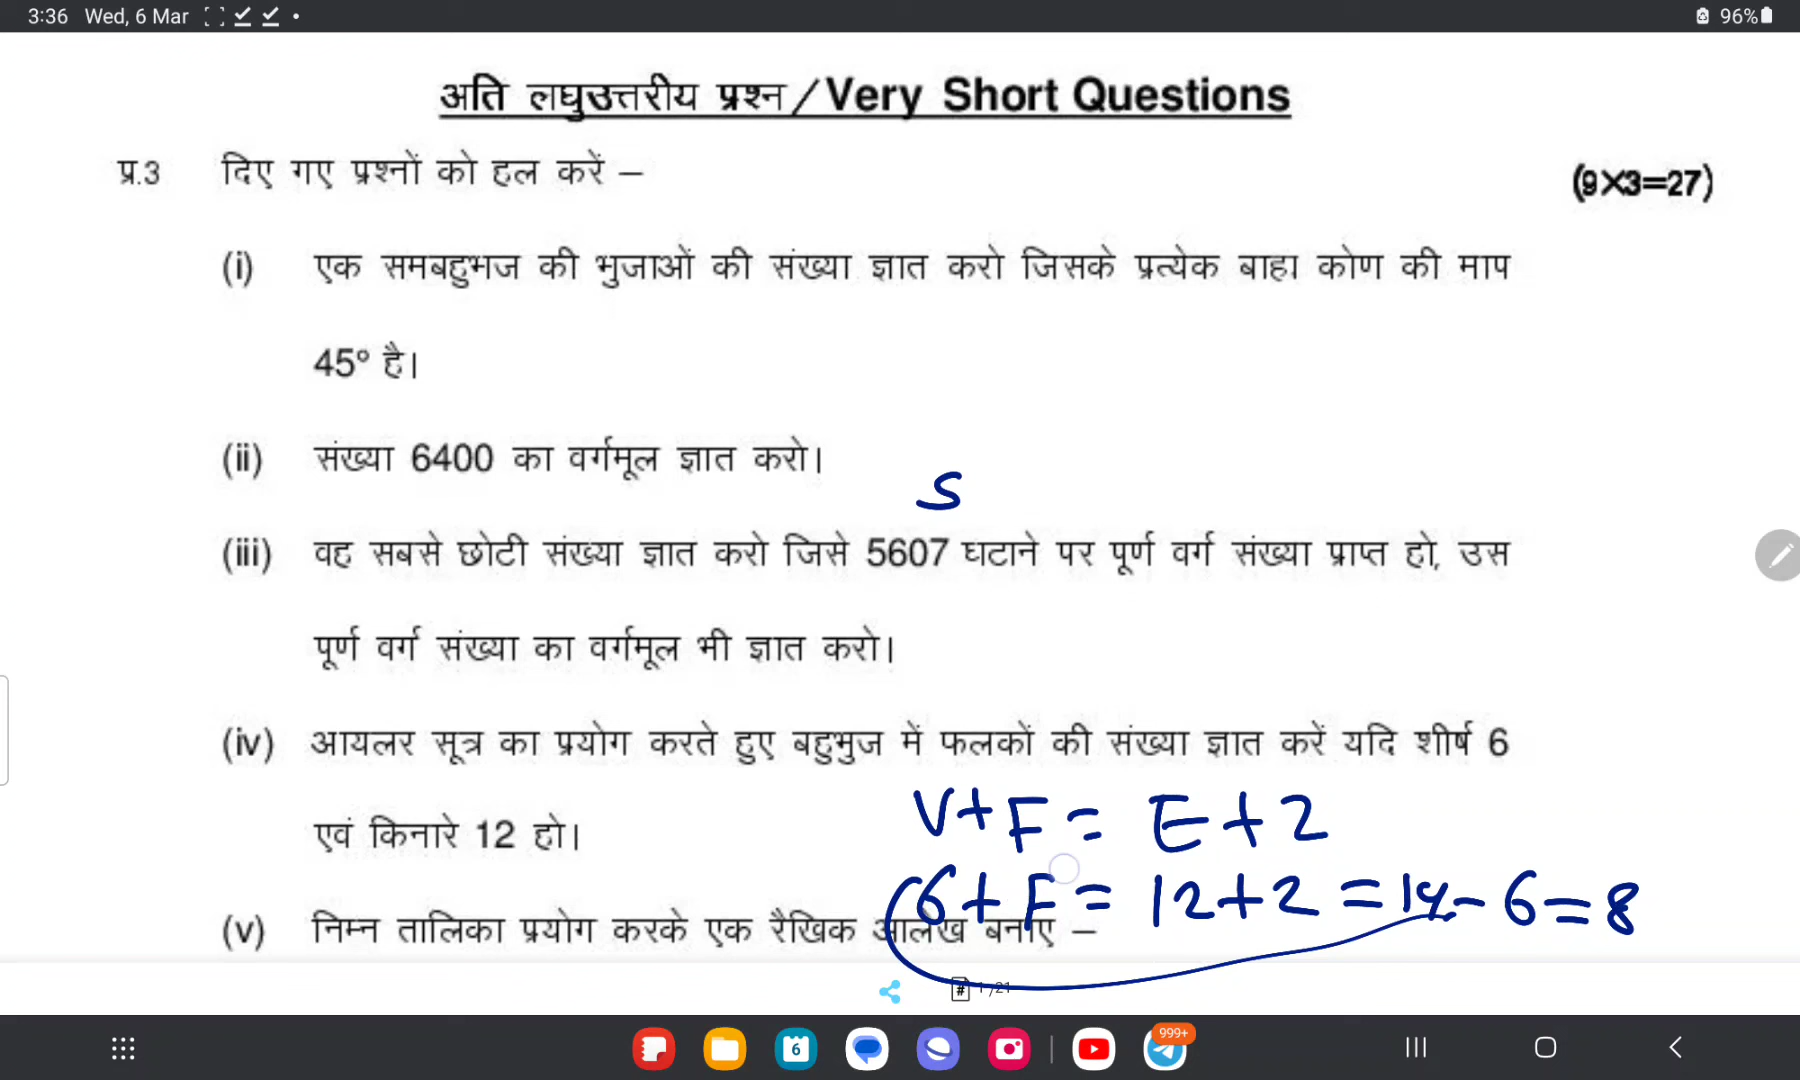 3:36 Wed, 6 Mar
96%
अति लघुउत्तरीय प्रश्न/Very Short Questions
प्र.3 दिए गए प्रश्नों को हल करें – (9×3=27)
(i) एक समबहुभज की भुजाओं की संख्या ज्ञात करो जिसके प्रत्येक बाहा कोण की माप
45° है।
(ii) संख्या 6400 का वर्गमूल ज्ञात करो।
S
(iii) वह सबसे छोटी संख्या ज्ञात करो जिसे 5607 घटाने पर पूर्ण वर्ग संख्या प्राप्त हो, उस
पूर्ण वर्ग संख्या का वर्गमूल भी ज्ञात करो।
(iv) आयलर सूत्र का प्रयोग करते हुए बहुभुज में फलकों की संख्या ज्ञात करें यदि शीर्ष 6
एवं किनारे 12 हो।
V+F= E+2
6+F= 12+2 =14-6=8
(v) निम्न तालिका प्रयोग करके एक रैखिक आलेख बनाए –
# 1/21
6
999+